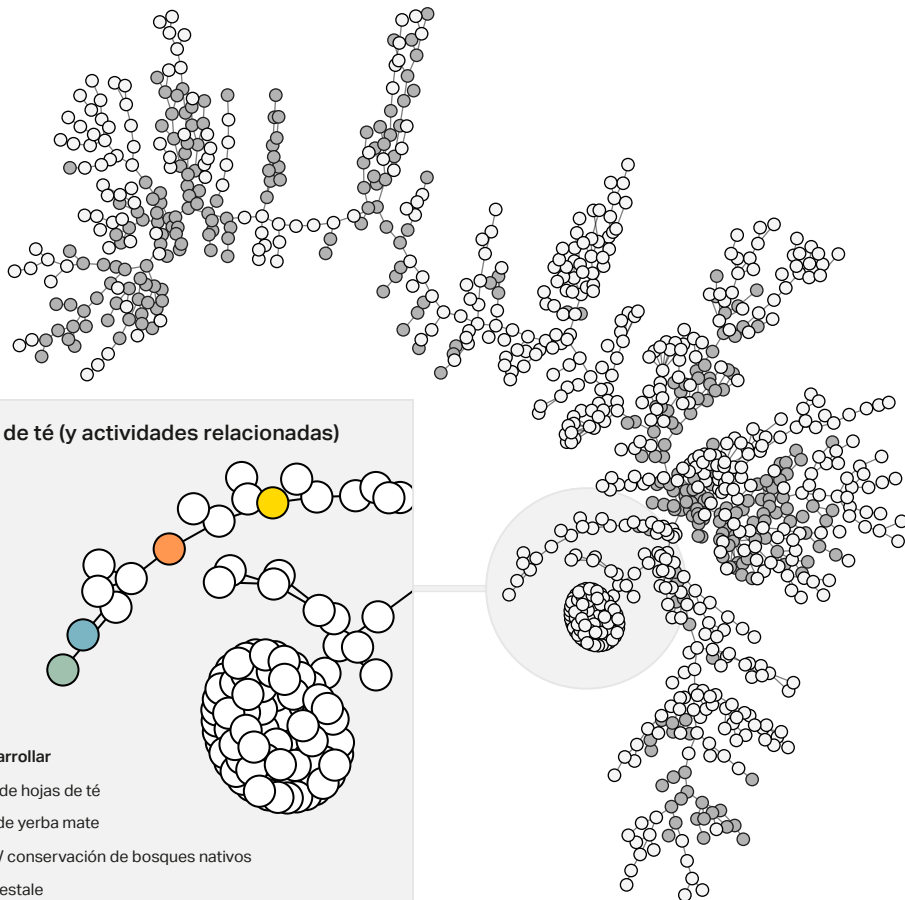 de té (y actividades relacionadas)
arrollar
de hojas de té
de yerba mate
/ conservación de bosques nativos
estale